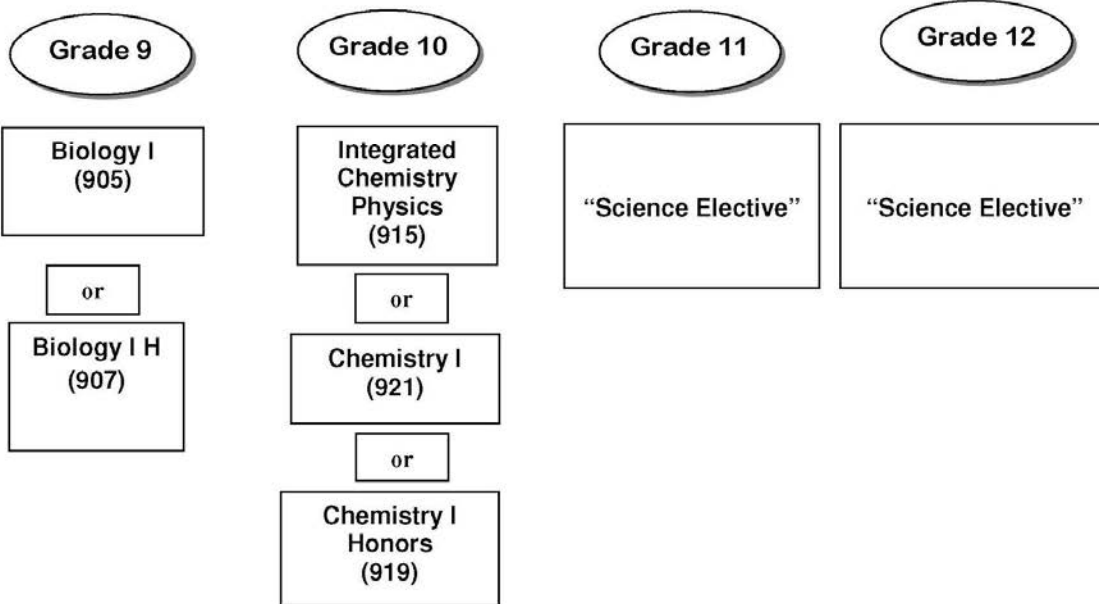 Grade 9
Grade 10
Grade 11
Grade 12
Biology I
(905)
or
Biology I H
(907)
Integrated
Chemistry
Physics
(915)
or
Chemistry I
(921)
or
Chemistry I
Honors
(919)
“Science Elective”
“Science Elective”